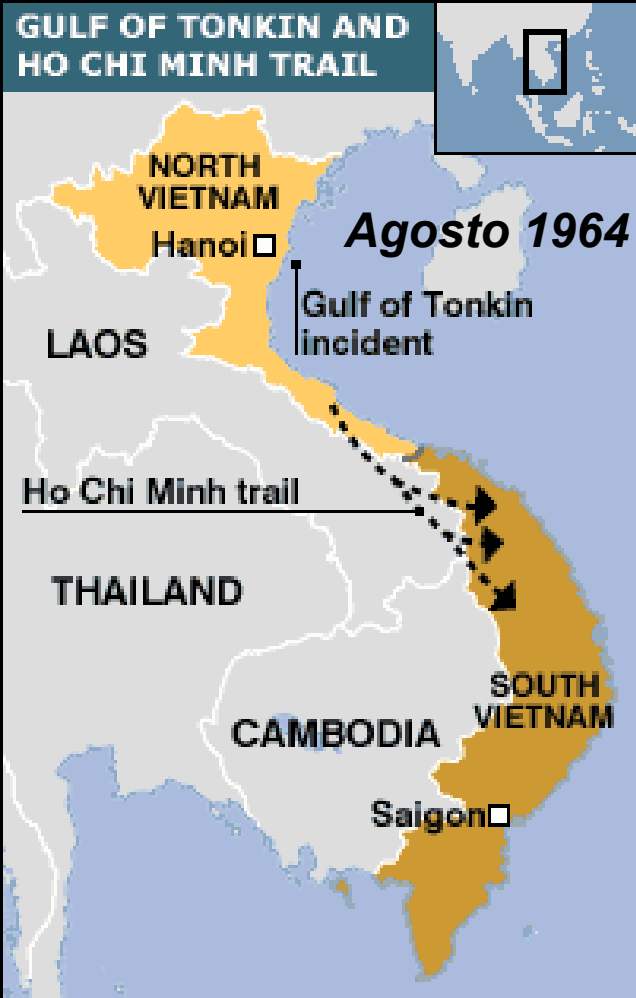 GULF OF TONKIN AND
HO CHI MINH TRAIL
NORTH
VIETNAM
Agosto 1964
Hanoi
Gulf of Tonkin
incident
LAOS
Ho Chi Minh trail
THAILAND
SOUTH
VIETNAM
CAMBODIA
Saigon